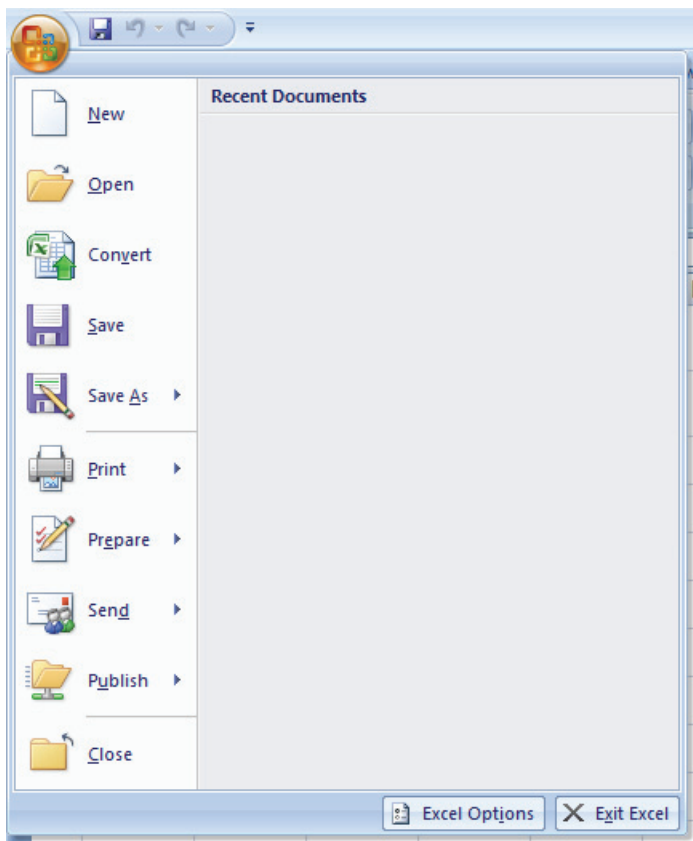 Recent Documents
New
Open
Convert
Save
Save As
Print
Prepare
Send
Publish
Close
Excel Options
Exit Excel